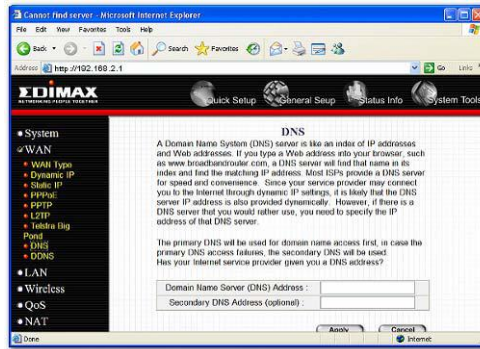 Cannot find server - Microsoft Internet Explorer
File Edit View Favorites Tools Help
Back Search Favorites
Address http://192.168.2.1 Go Links
EDIMAX
NETWORKING PEOPLE TOGETHER
Quick Setup General Seup Status Info System Tools
System
WAN
WAN Type
Dynamic IP
Static IP
PPPoE
PPTP
L2TP
Telstra Big
Pond
DNS
DDNS
LAN
Wireless
QoS
NAT
DNS
A Domain Name System (DNS) server is like an index of IP addresses
and Web addresses. If you type a Web address into your browser, such
as www.broadbandrouter.com, a DNS server will find that name in its
index and find the matching IP address. Most ISPs provide a DNS server
for speed and convenience. Since your service provider may connect
you to the Internet through dynamic IP settings, it is likely that the DNS
server IP address is also provided dynamically. However, if there is a
DNS server that you would rather use, you need to specify the IP
address of that DNS server.
The primary DNS will be used for domain name access first, in case the
primary DNS access failures, the secondary DNS will be used.
Has your Internet service provider given you a DNS address?
Domain Name Server (DNS) Address :
Secondary DNS Address (optional) :
Apply Cancel
Done Internet